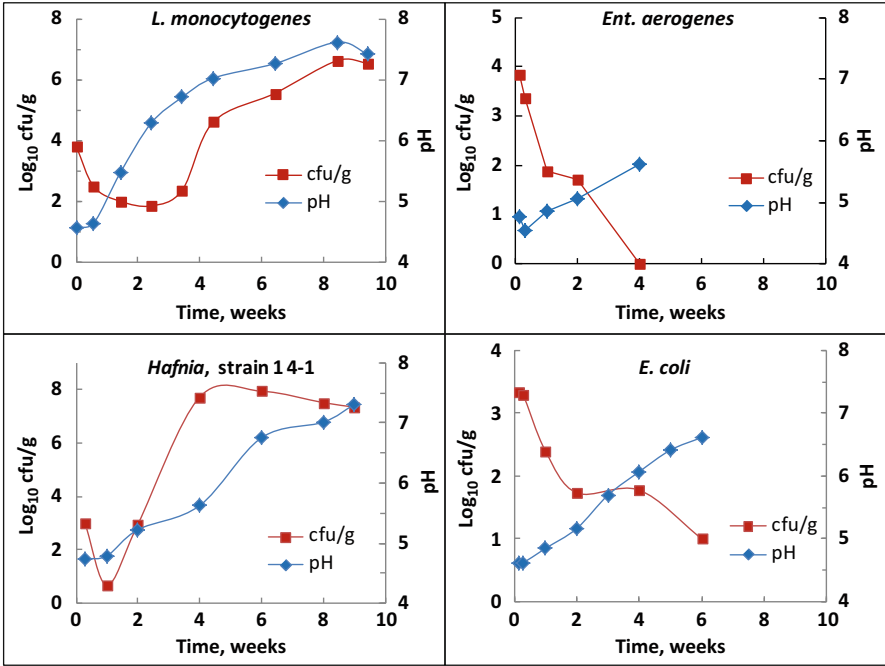 L. monocytogenes
8
6
4
2
0
Log10 cfu/g
8
7
6
5
4
pH
cfu/g
pH
0 2 4 6 8 10
Time, weeks
Ent. aerogenes
5
4
3
2
1
0
Log10 cfu/g
8
7
6
5
4
pH
cfu/g
pH
0 2 4 6 8 10
Time, weeks
Hafnia, strain 1 4-1
8
6
4
2
0
Log10 cfu/g
8
7
6
5
4
pH
cfu/g
pH
0 2 4 6 8 10
Time, weeks
E. coli
4
3
2
1
0
Log10 cfu/g
8
7
6
5
4
pH
cfu/g
pH
0 2 4 6 8 10
Time, weeks